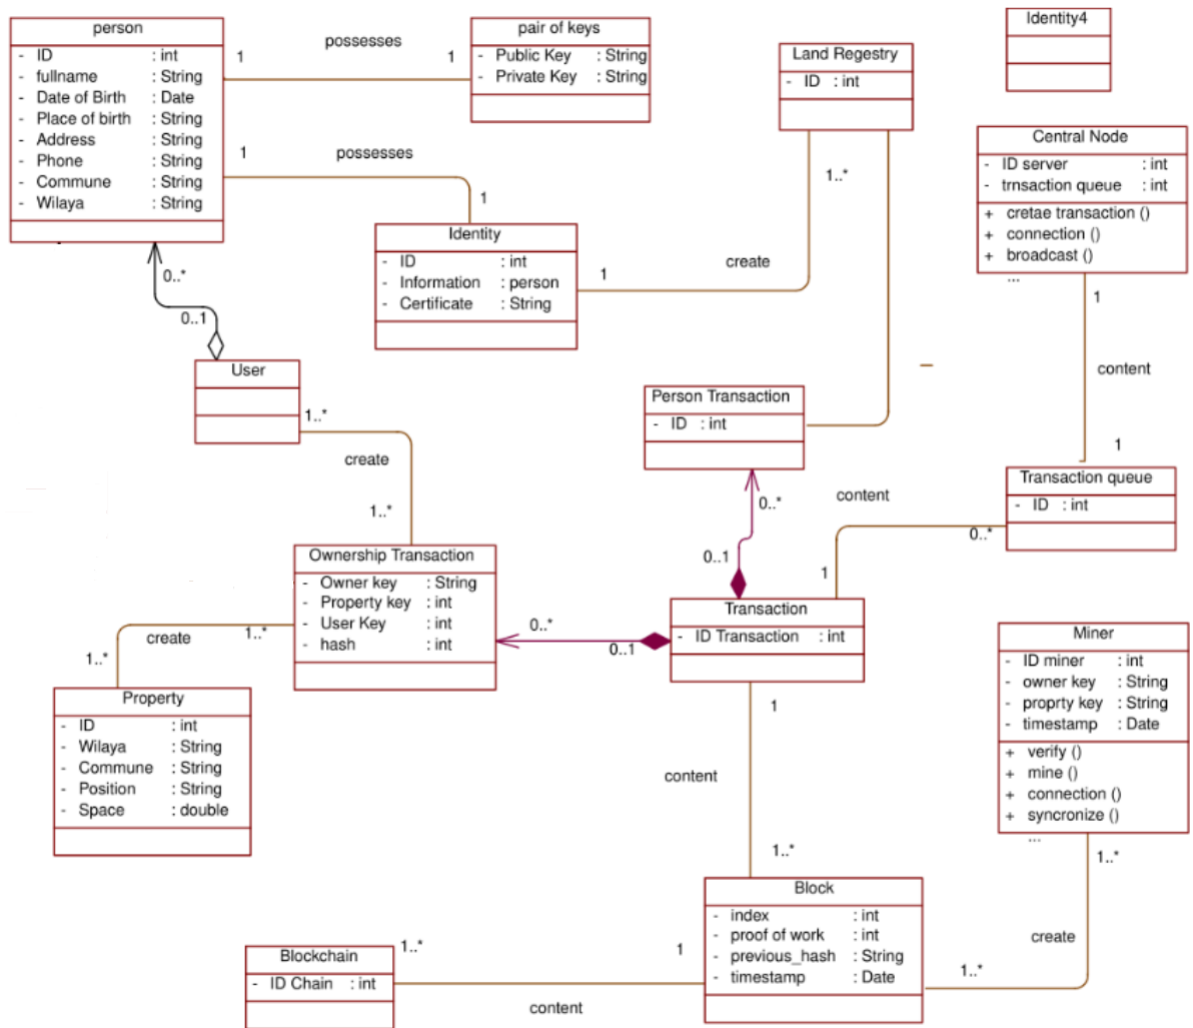 person
- ID : int
- fullname : String
- Date of Birth : Date
- Place of birth : String
- Address : String
- Phone : String
- Commune : String
- Wilaya : String
1 possesses 1
pair of keys
- Public Key : String
- Private Key : String
1 possesses
1
Identity
- ID : int
- Information : person
- Certificate : String
Land Regestry
- ID : int
1..*
1 create
Identity4
Central Node
- ID server : int
- trnsaction queue : int
+ cretae transaction ()
+ connection ()
+ broadcast ()
...
1
content
1
Transaction queue
- ID : int
0..*
0..1
User
1..*
create
1..*
Person Transaction
- ID : int
0..*
0..1
content
0..*
1
Ownership Transaction
- Owner key : String
- Property key : int
- User Key : int
- hash : int
0..*
0..1
Transaction
- ID Transaction : int
create 1..*
1..*
Property
- ID : int
- Wilaya : String
- Commune : String
- Position : String
- Space : double
Miner
- ID miner : int
- owner key : String
- proprty key : String
- timestamp : Date
+ verify ()
+ mine ()
+ connection ()
+ syncronize ()
...
1
content
1..*
1..*
create
1..*
Block
- index : int
- proof of work : int
- previous_hash : String
- timestamp : Date
Blockchain
- ID Chain : int
1..* 1
content